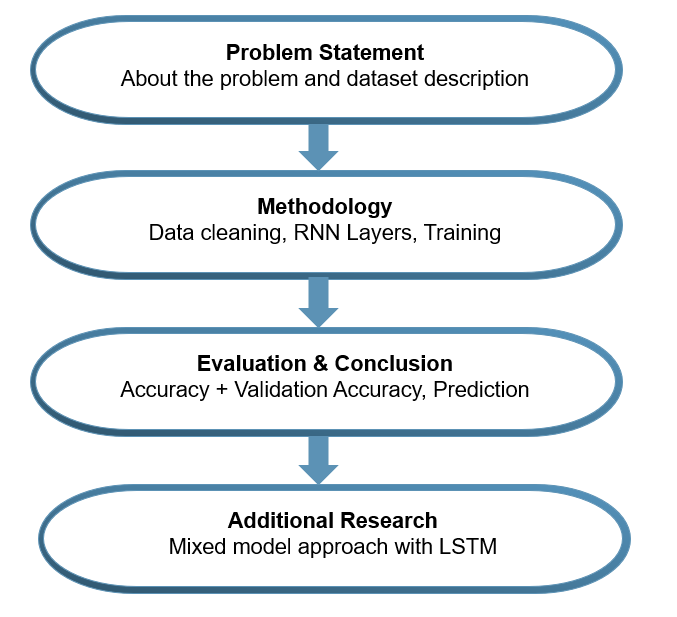 Problem Statement
About the problem and dataset description
Methodology
Data cleaning, RNN Layers, Training
Evaluation & Conclusion
Accuracy + Validation Accuracy, Prediction
Additional Research
Mixed model approach with LSTM